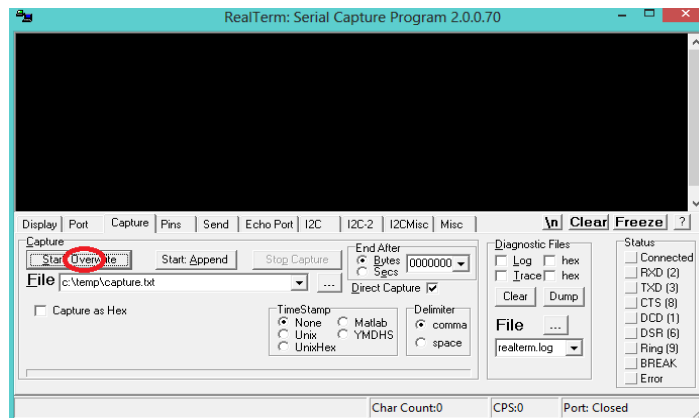 RealTerm: Serial Capture Program 2.0.0.70
Display Port Capture Pins Send Echo Port I2C I2C-2 I2CMisc Misc \n Clear Freeze ?
Capture
Start: Overwrite Start: Append Stop Capture
End After
Bytes
Secs
0000000
File c:\temp\capture.txt ...
Direct Capture
Capture as Hex
TimeStamp
None Matlab
Unix YMDHS
UnixHex
Delimiter
comma
space
Diagnostic Files
Log hex
Trace hex
Clear Dump
File ...
realterm.log
Status
Connected
RXD (2)
TXD (3)
CTS (8)
DCD (1)
DSR (6)
Ring (9)
BREAK
Error
Char Count:0 CPS:0 Port: Closed